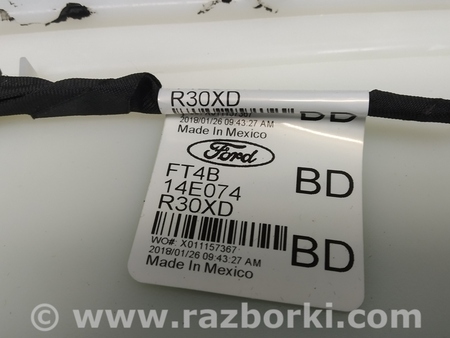 R30XD
BD
2018/01/26 09:43:27 AM
Made In Mexico
Ford
FT4B
14E074
R30XD
BD
WO#: X011157367
2018/01/26 09:43:27 AM
Made In Mexico
BD
© www.razborki.com